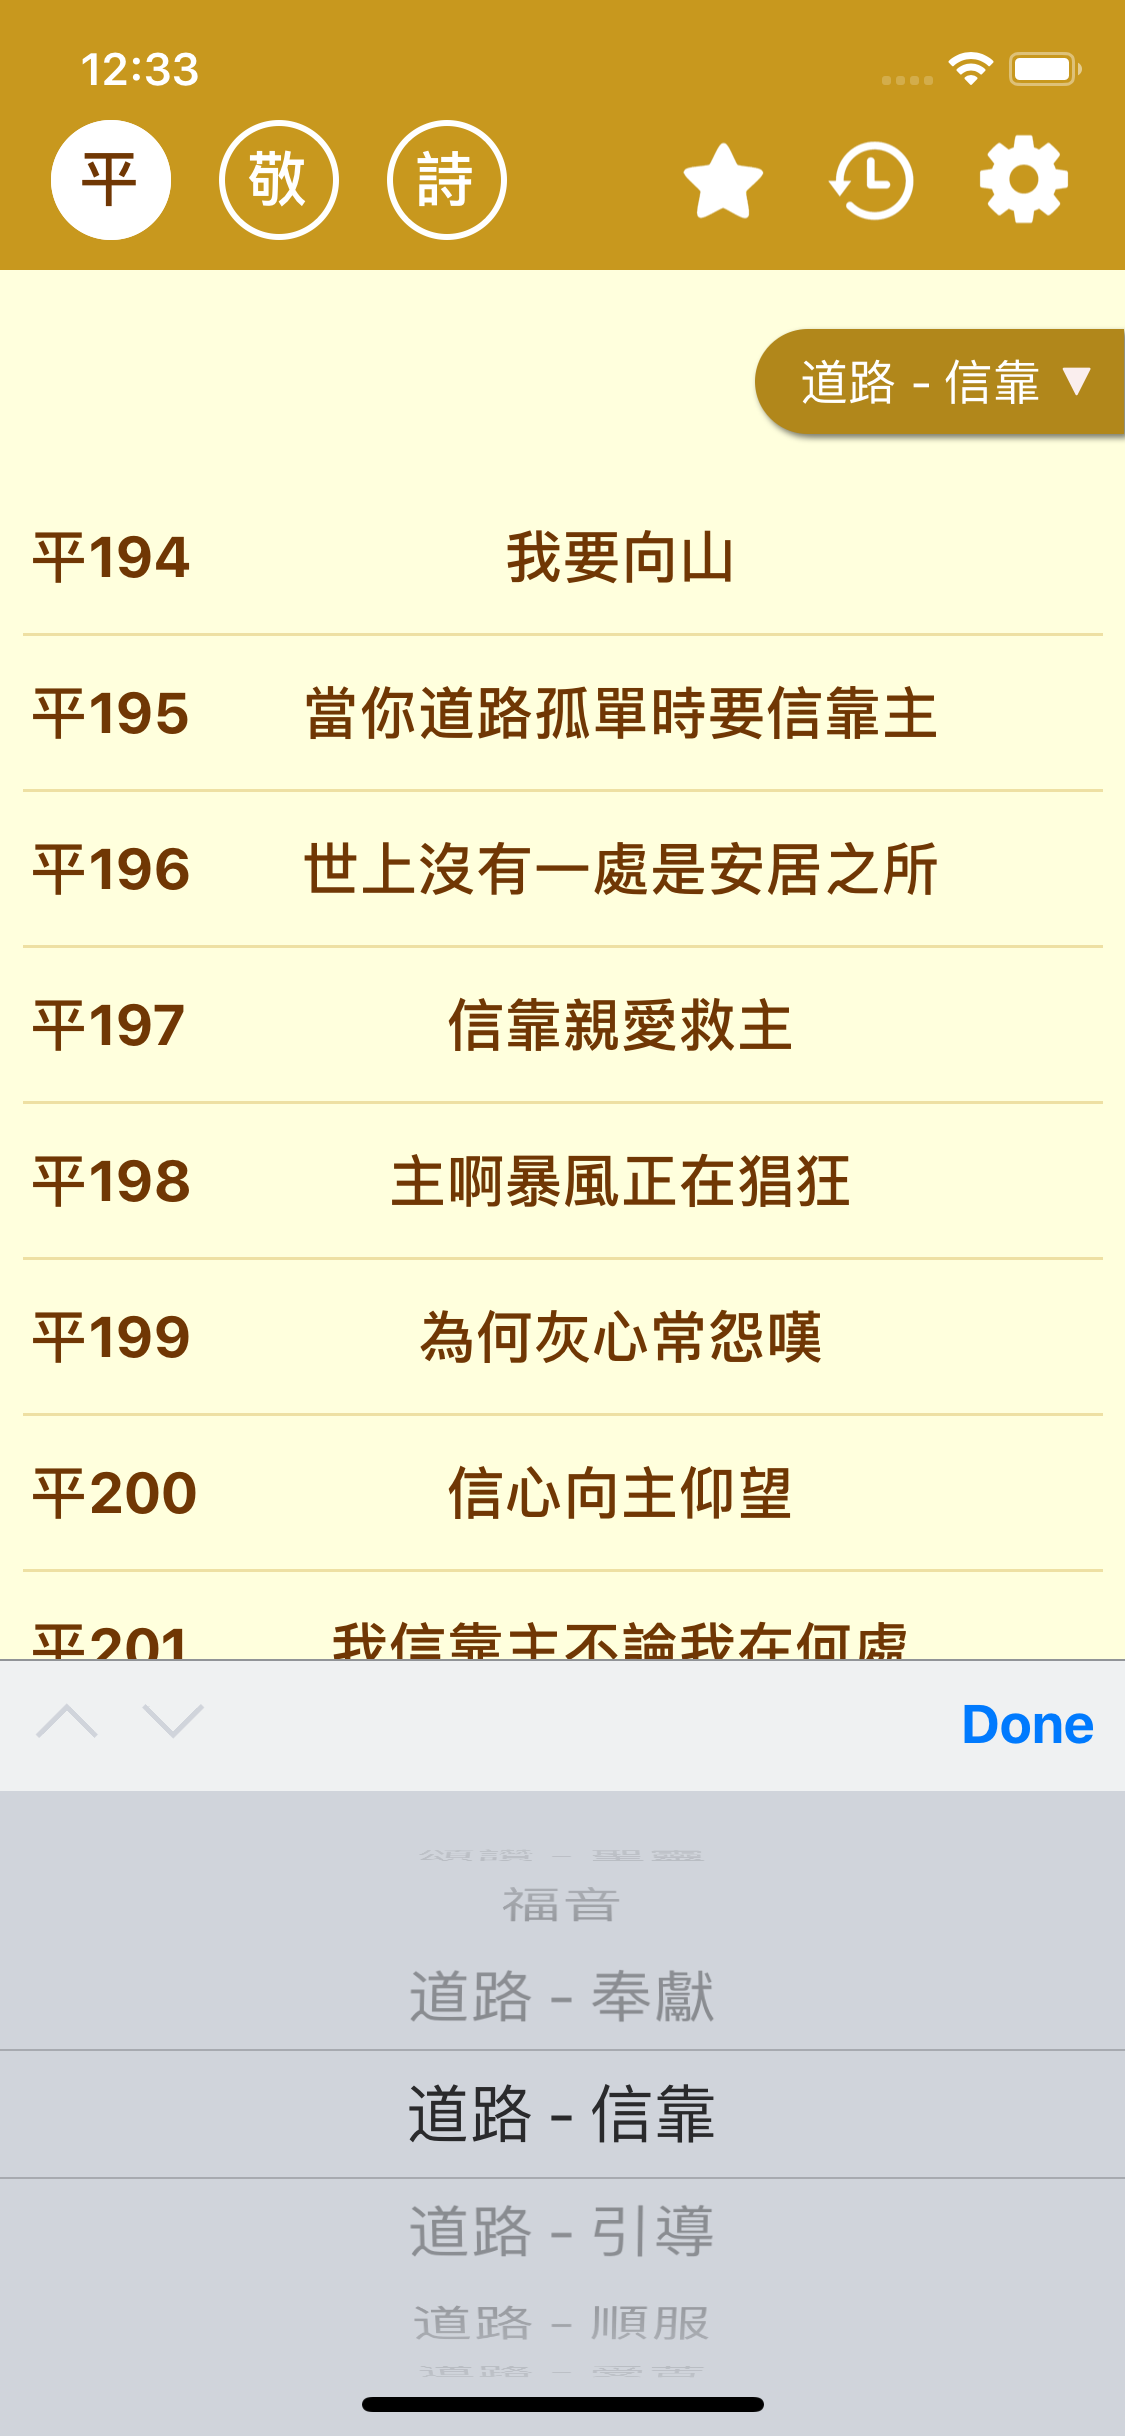 12:33
平 敬 詩
道路 - 信靠 ▼
平194 我要向山
平195 當你道路孤單時要信靠主
平196 世上沒有一處是安居之所
平197 信靠親愛救主
平198 主啊暴風正在猖狂
平199 為何灰心常怨嘆
平200 信心向主仰望
平201 我信靠主不論我在何處
Done
頌讚 - 聖靈
福音
道路 - 奉獻
道路 - 信靠
道路 - 引導
道路 - 順服
道路 -